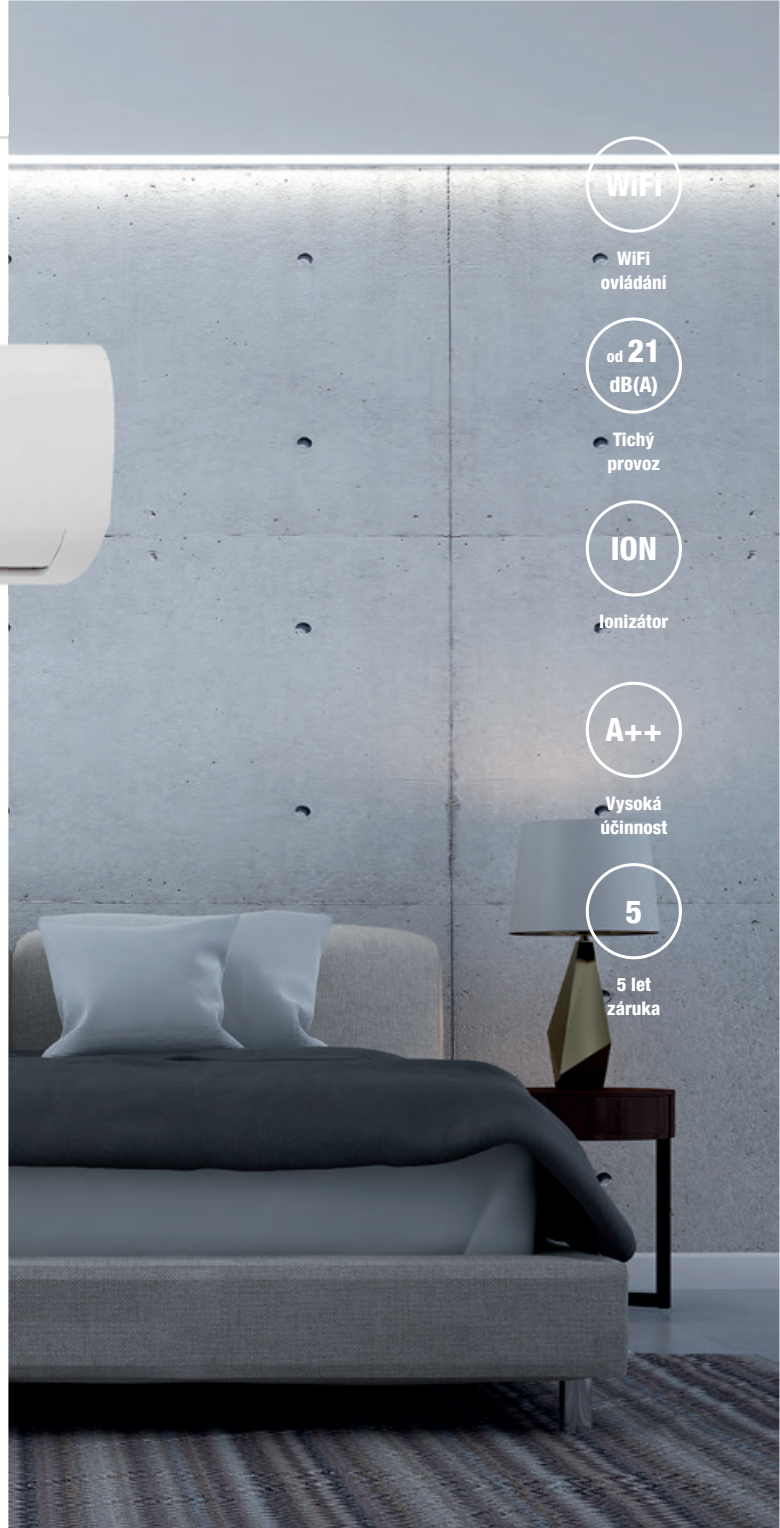 WiFi
WiFi
ovládání
od 21
dB(A)
Tichý
provoz
ION
Ionizátor
A++
Vysoká
účinnost
5
5 let
záruka